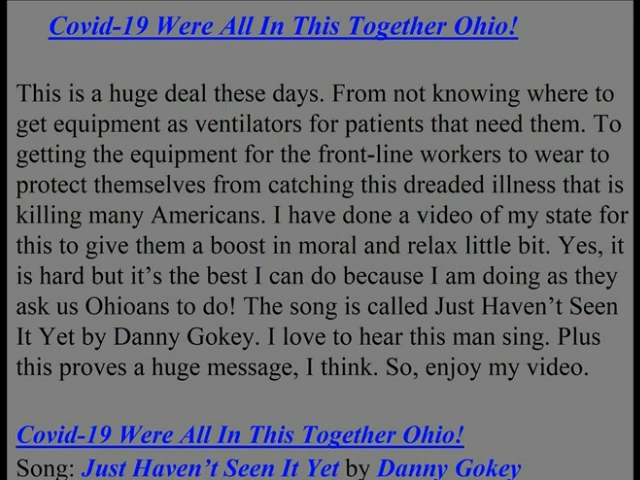 Covid-19 Were All In This Together Ohio!
This is a huge deal these days. From not knowing where to
get equipment as ventilators for patients that need them. To
getting the equipment for the front-line workers to wear to
protect themselves from catching this dreaded illness that is
killing many Americans. I have done a video of my state for
this to give them a boost in moral and relax little bit. Yes, it
is hard but it’s the best I can do because I am doing as they
ask us Ohioans to do! The song is called Just Haven’t Seen
It Yet by Danny Gokey. I love to hear this man sing. Plus
this proves a huge message, I think. So, enjoy my video.
Covid-19 Were All In This Together Ohio!
Song: Just Haven’t Seen It Yet by Danny Gokey